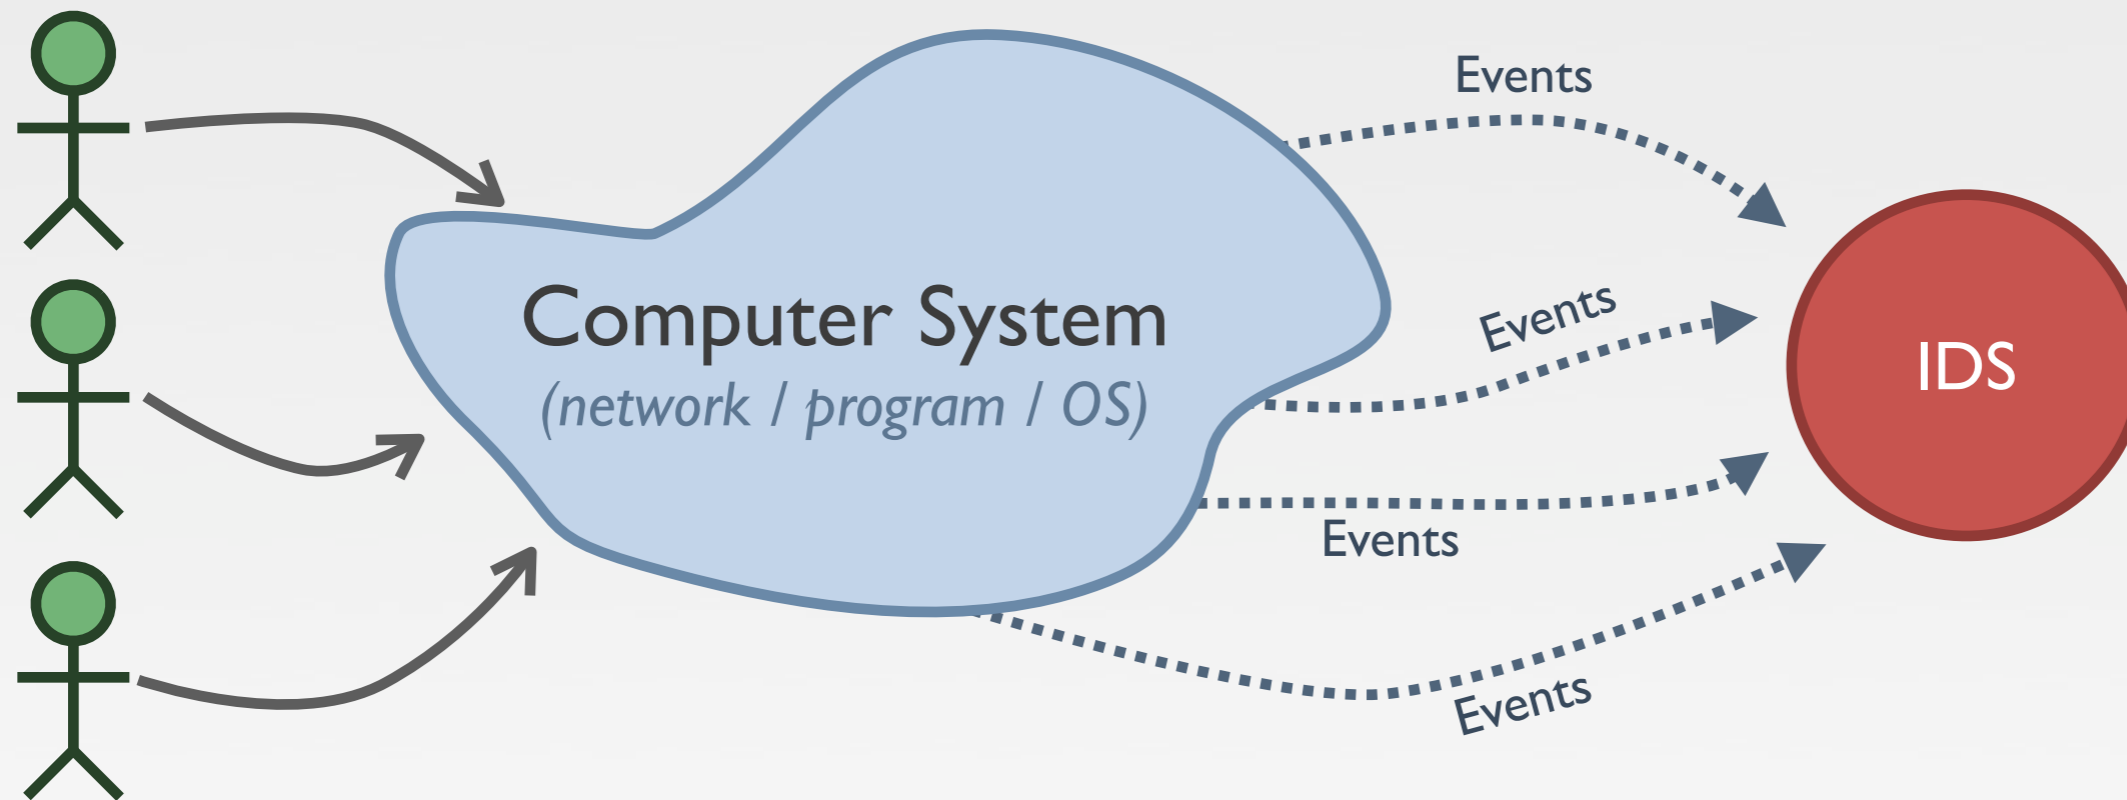 Events
Computer System
(network / program / OS)
Events
IDS
Events
Events